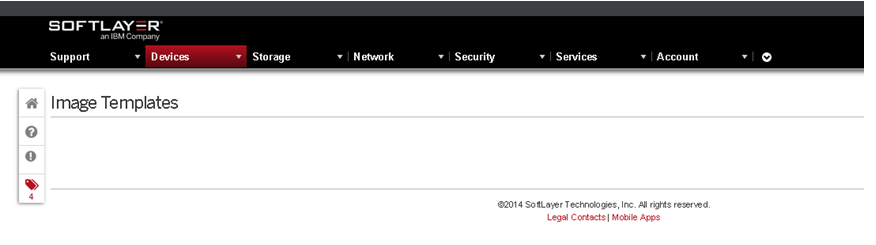 SOFTLAYER®
an IBM Company
Support Devices Storage Network Security Services Account
Image Templates
4
©2014 SoftLayer Technologies, Inc. All rights reserved.
Legal Contacts | Mobile Apps